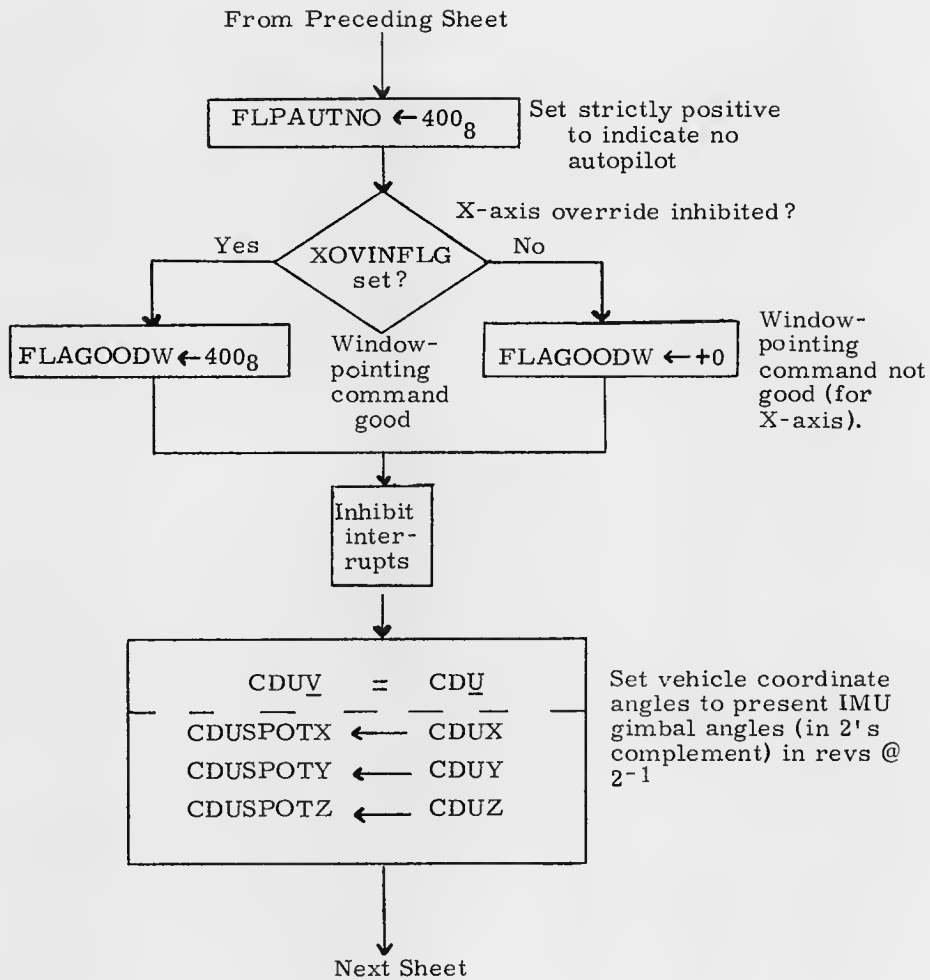 From Preceding Sheet
FLPAUTNO ← 400₈
Set strictly positive
to indicate no
autopilot
X-axis override inhibited?
Yes
No
XOVINFLG
set?
FLAGOODW ← 400₈
Window-
pointing
command
good
FLAGOODW ← +0
Window-
pointing
command not
good (for
X-axis).
Inhibit
inter-
rupts
CDUV = CDU
CDUSPOTX ← CDUX
CDUSPOTY ← CDUY
CDUSPOTZ ← CDUZ
Set vehicle coordinate
angles to present IMU
gimbal angles (in 2's
complement) in revs @
2⁻¹
Next Sheet